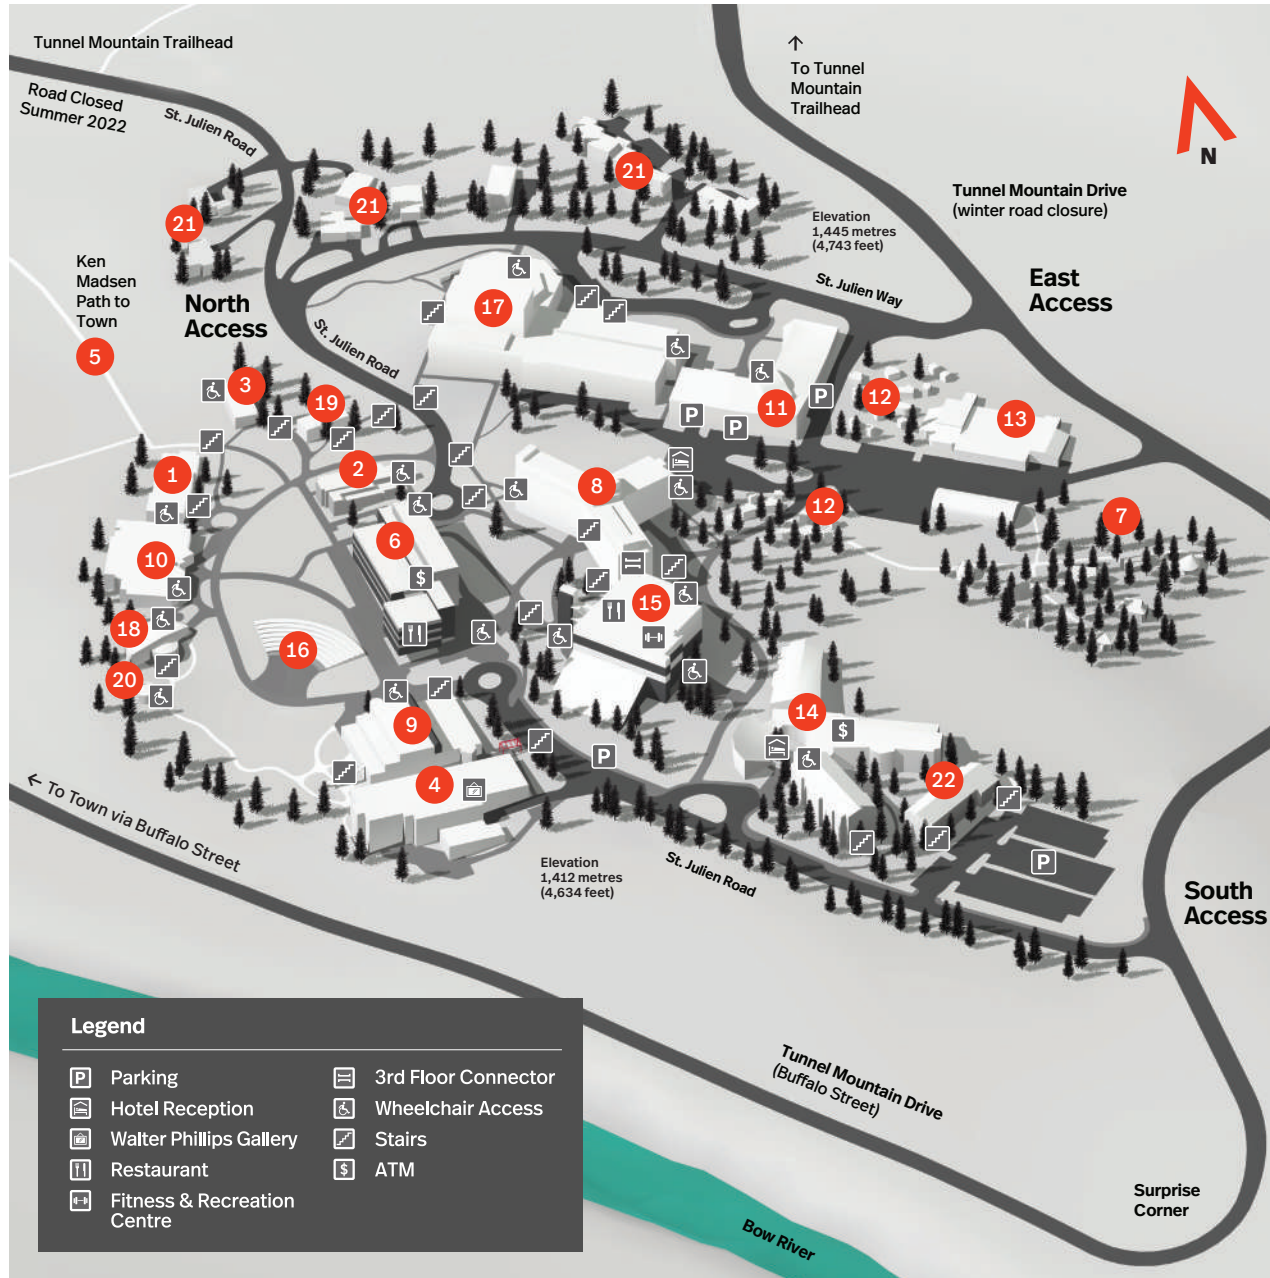 Tunnel Mountain Trailhead
Road Closed
Summer 2022
St. Julien Road
↑
To Tunnel
Mountain
Trailhead
N
Tunnel Mountain Drive
(winter road closure)
21
21
21
Elevation
1,445 metres
(4,743 feet)
Ken
Madsen
Path to
Town
5
North
Access
St. Julien Road
17
St. Julien Way
East
Access
3
19
11
P
P
P
12
13
1
2
8
12
7
10
6
$
15
18
16
20
9
14
$
4
P
22
P
← To Town via Buffalo Street
Elevation
1,412 metres
(4,634 feet)
St. Julien Road
South
Access
Legend
P Parking
Hotel Reception
Walter Phillips Gallery
Restaurant
Fitness & Recreation
Centre
3rd Floor Connector
Wheelchair Access
Stairs
$ ATM
Tunnel Mountain Drive
(Buffalo Street)
Bow River
Surprise
Corner